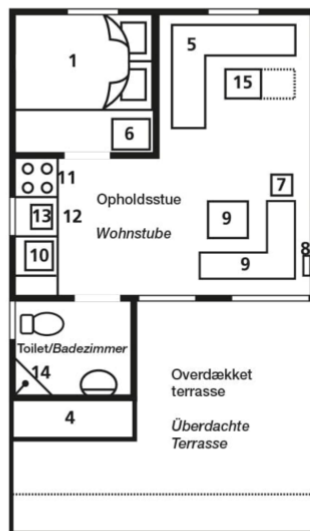 1
5
15
6
11
7
13
12
Opholdsstue
Wohnstube
9
10
9
8
Toilet/Badezimmer
14
4
Overdækket
terrasse
Überdachte
Terrasse